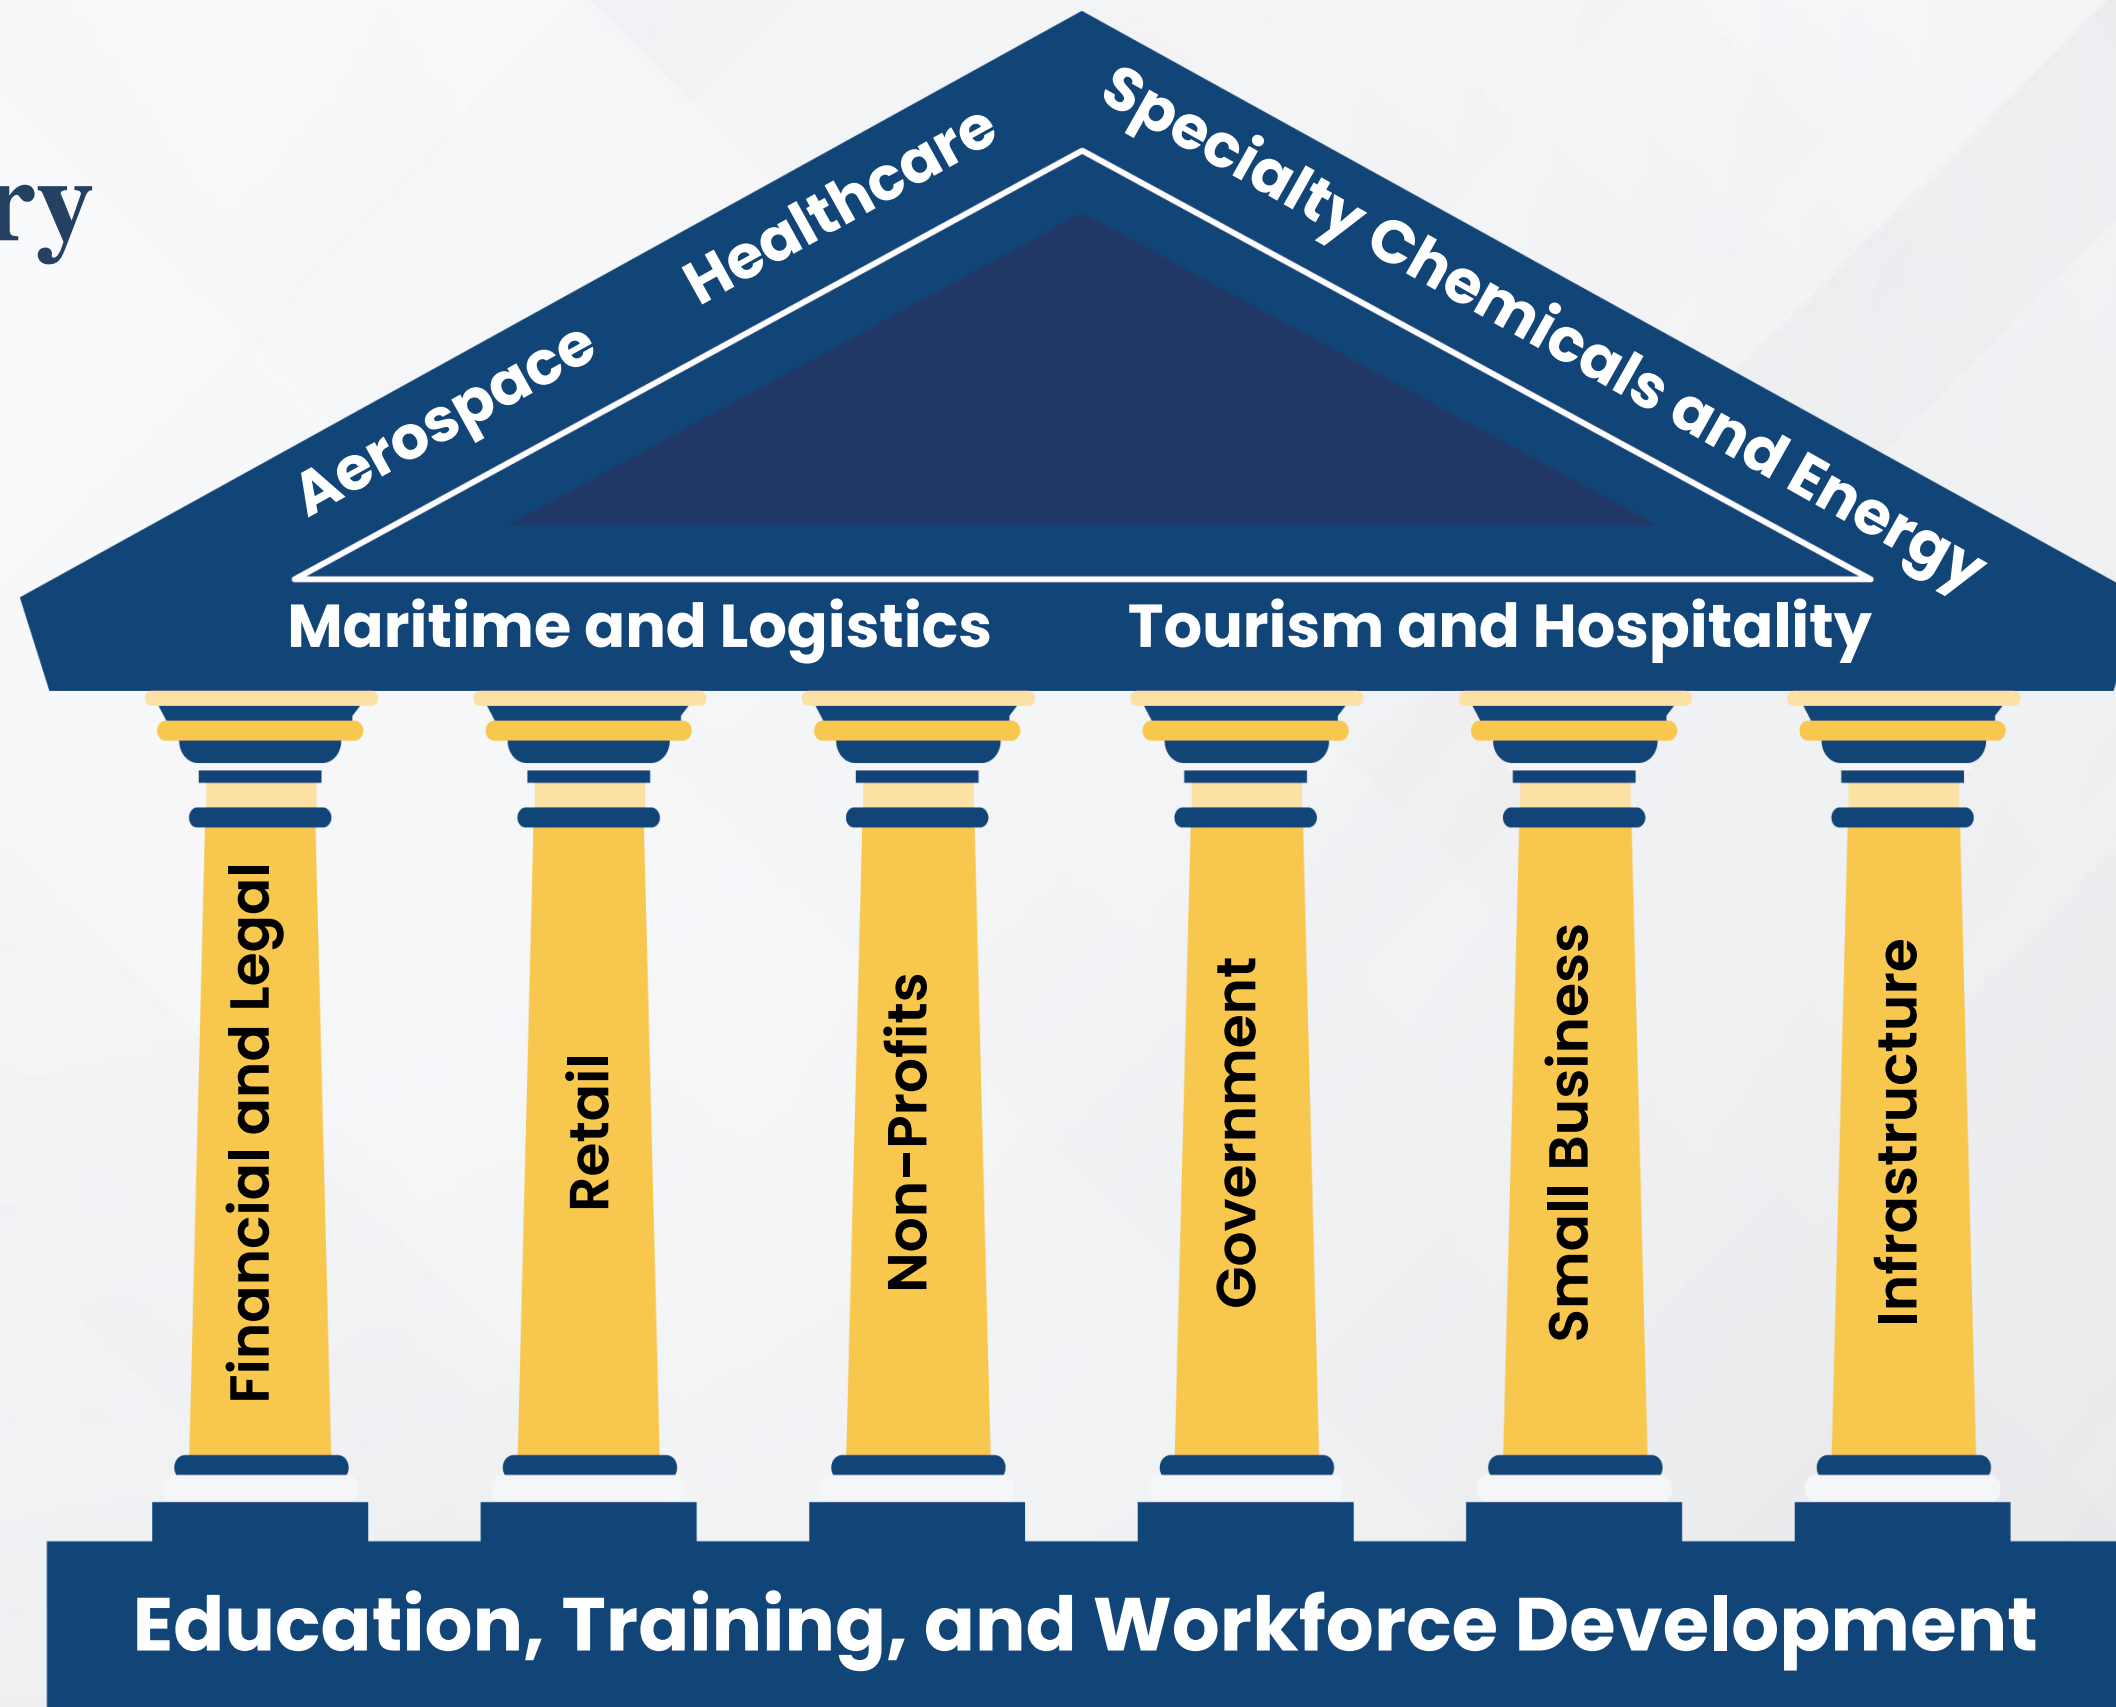 ry
Healthcare
Aerospace
Specialty Chemicals and Energy
Maritime and Logistics
Tourism and Hospitality
Financial and Legal
Retail
Non-Profits
Government
Small Business
Infrastructure
Education, Training, and Workforce Development